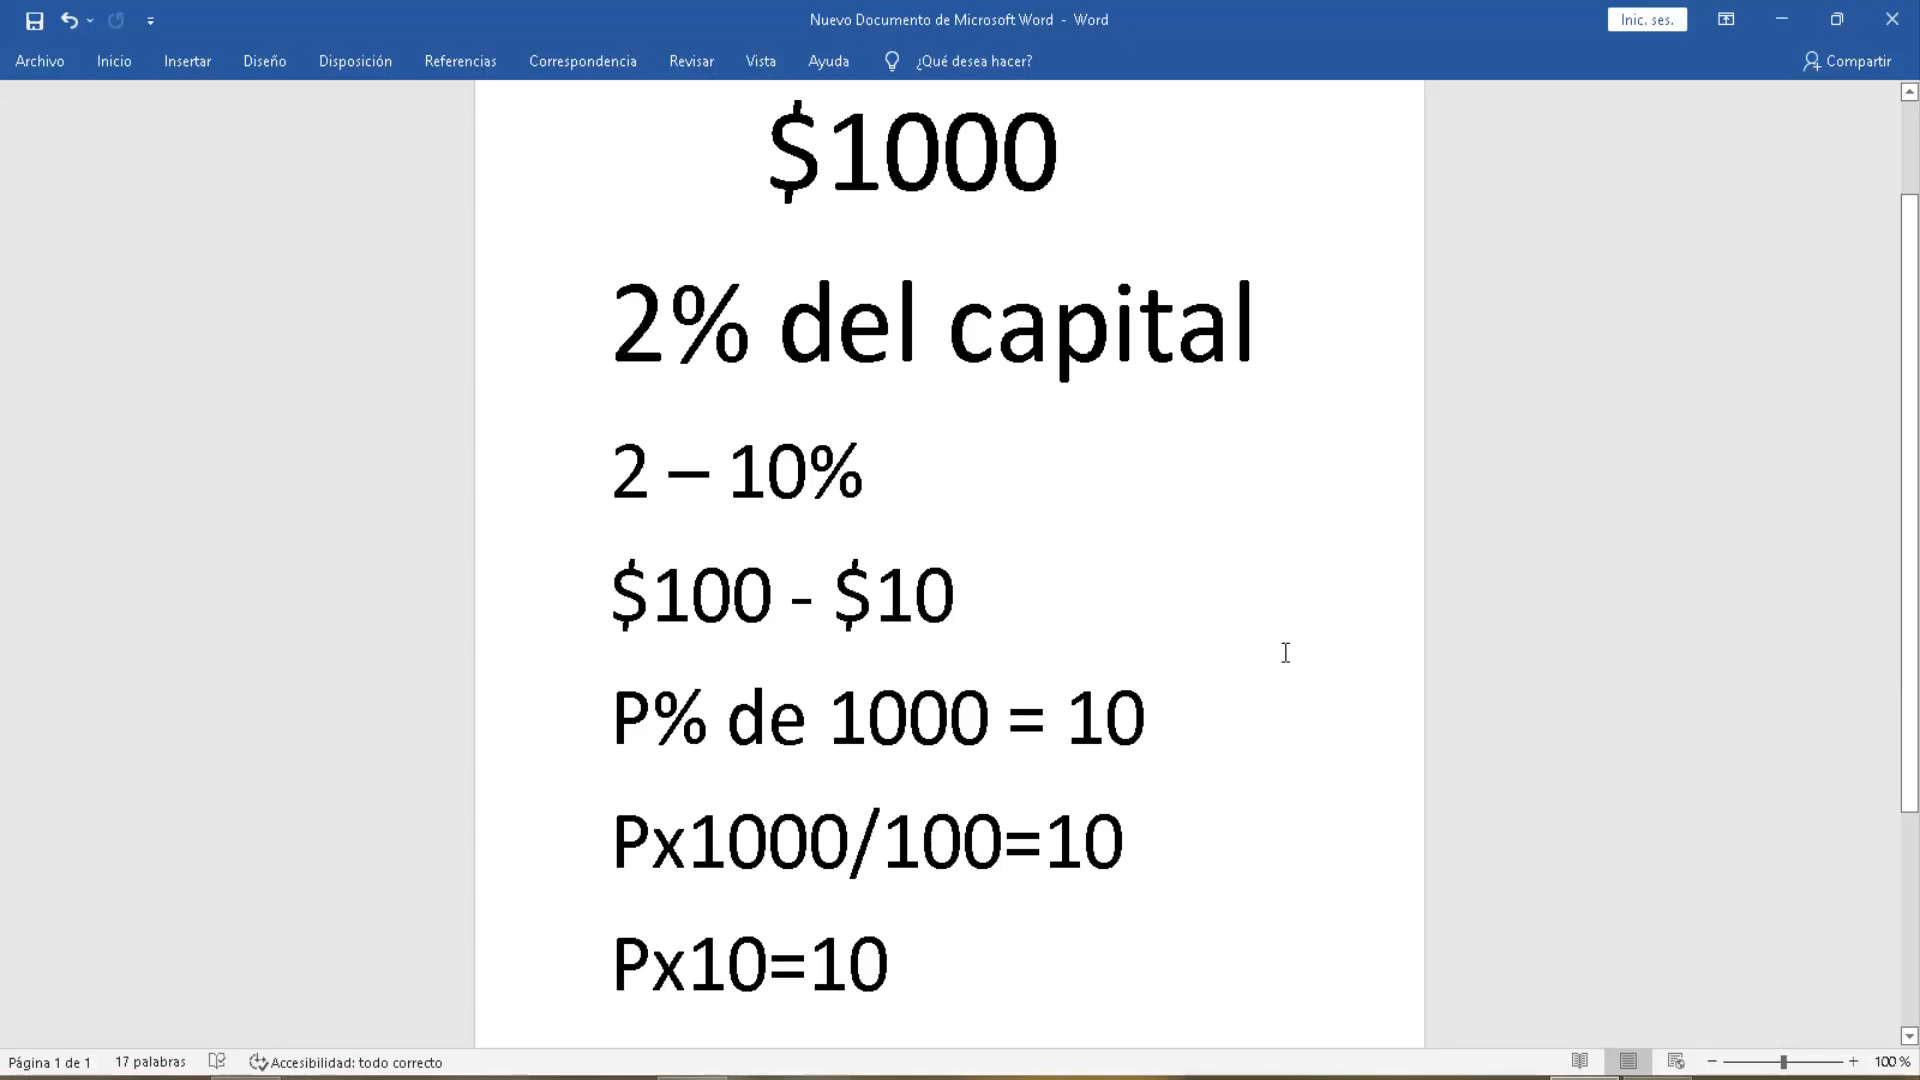 Nuevo Documento de Microsoft Word - Word
Inic. ses.
Archivo Inicio Insertar Diseño Disposición Referencias Correspondencia Revisar Vista Ayuda ¿Qué desea hacer? Compartir
$1000
2% del capital
2 – 10%
$100 - $10
P% de 1000 = 10
Px1000/100=10
Px10=10
Página 1 de 1 17 palabras Accesibilidad: todo correcto 100 %